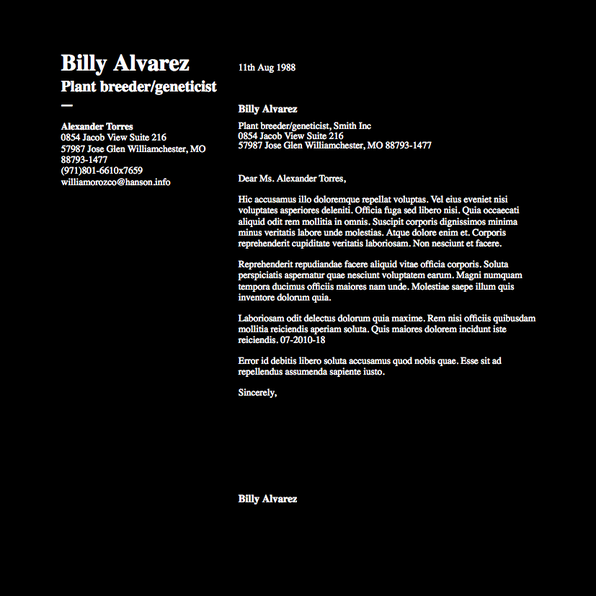 Billy Alvarez
Plant breeder/geneticist
—
Alexander Torres
0854 Jacob View Suite 216
57987 Jose Glen Williamchester, MO
88793-1477
(971)801-6610x7659
williamorozco@hanson.info
11th Aug 1988
Billy Alvarez
Plant breeder/geneticist, Smith Inc
0854 Jacob View Suite 216
57987 Jose Glen Williamchester, MO 88793-1477
Dear Ms. Alexander Torres,
Hic accusamus illo doloremque repellat voluptas. Vel eius eveniet nisi
voluptates asperiores deleniti. Officia fuga sed libero nisi. Quia occaecati
aliquid odit rem mollitia in omnis. Suscipit corporis dignissimos minima
minus veritatis labore unde molestias. Atque dolore enim et. Corporis
reprehenderit cupiditate veritatis laboriosam. Non nesciunt et facere.
Reprehenderit repudiandae facere aliquid vitae officia corporis. Soluta
perspiciatis aspernatur quae nesciunt voluptatem earum. Magni numquam
tempora ducimus officiis maiores nam unde. Molestiae saepe illum quis
inventore dolorum quia.
Laboriosam odit delectus dolorum quia maxime. Rem nisi officiis quibusdam
mollitia reiciendis aperiam soluta. Quis maiores dolorem incidunt iste
reiciendis. 07-2010-18
Error id debitis libero soluta accusamus quod nobis quae. Esse sit ad
repellendus assumenda sapiente iusto.
Sincerely,
Billy Alvarez